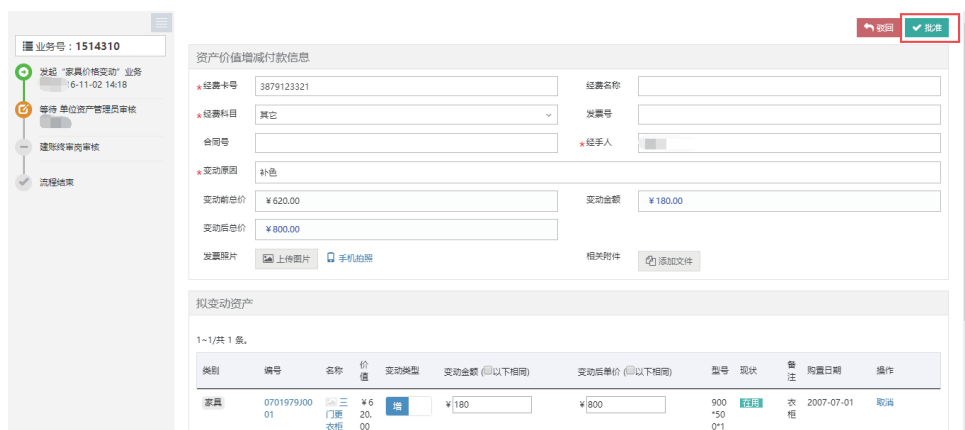 驳回 批准
业务号：1514310
发起 "家具价格变动" 业务
6-11-02 14:18
等待 单位资产管理员审核
建账终审岗审核
流程结束
资产价值增减付款信息
*经费卡号 3879123321 经费名称
*经费科目 其它 发票号
合同号 *经手人
*变动原因 补色
变动前总价 ￥620.00 变动金额 ￥180.00
变动后总价 ￥800.00
发票照片 上传图片 手机拍照 相关附件 添加文件
拟变动资产
1~1/共 1 条。
类别 编号 名称 价值 变动类型 变动金额 (以下相同) 变动后单价 (以下相同) 型号 现状 备注 购置日期 操作
家具 0701979J00 三 ￥6 增 ￥180 ￥800 900 在用 衣 2007-07-01 取消
01 门更 20. *50 柜
衣柜 00 0*1